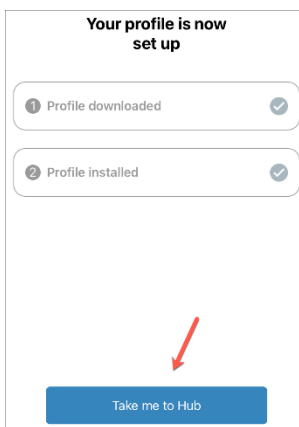 Your profile is now
set up
1 Profile downloaded
2 Profile installed
Take me to Hub